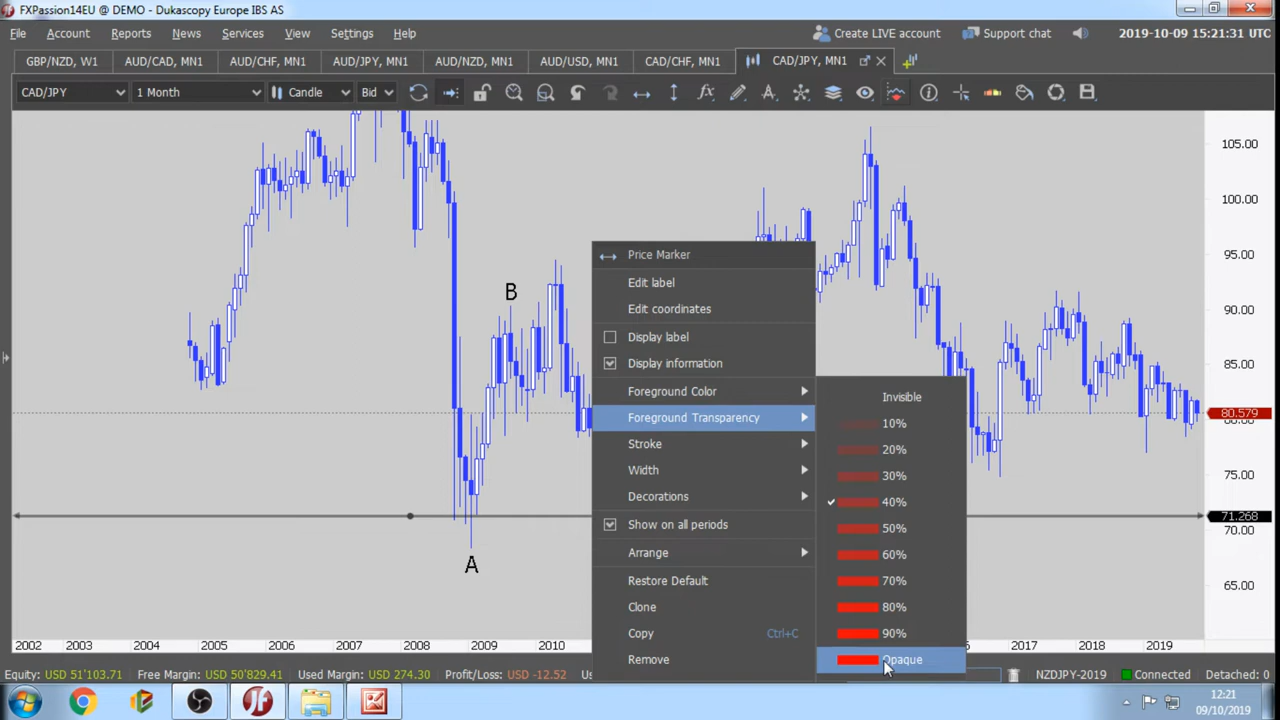 FXPassion14EU @ DEMO - Dukascopy Europe IBS AS
File Account Reports News Services View Settings Help Create LIVE account Support chat 2019-10-09 15:21:31 UTC
GBP/NZD, W1 AUD/CAD, MN1 AUD/CHF, MN1 AUD/JPY, MN1 AUD/NZD, MN1 AUD/USD, MN1 CAD/CHF, MN1 CAD/JPY, MN1
CAD/JPY 1 Month Candle Bid
105.00
100.00
95.00
90.00
85.00
80.579
80.00
75.00
71.268
70.00
65.00
B
A
Price Marker
Edit label
Edit coordinates
Display label
Display information
Foreground Color
Foreground Transparency
Stroke
Width
Decorations
Show on all periods
Arrange
Restore Default
Clone
Copy Ctrl+C
Remove
Invisible
10%
20%
30%
40%
50%
60%
70%
80%
90%
Opaque
2002 2003 2004 2005 2006 2007 2008 2009 2010 2017 2018 2019
Equity: USD 51'103.71 Free Margin: USD 50'829.41 Used Margin: USD 274.30 Profit/Loss: USD -12.52 NZDJPY-2019 Connected Detached: 0
12:21
09/10/2019